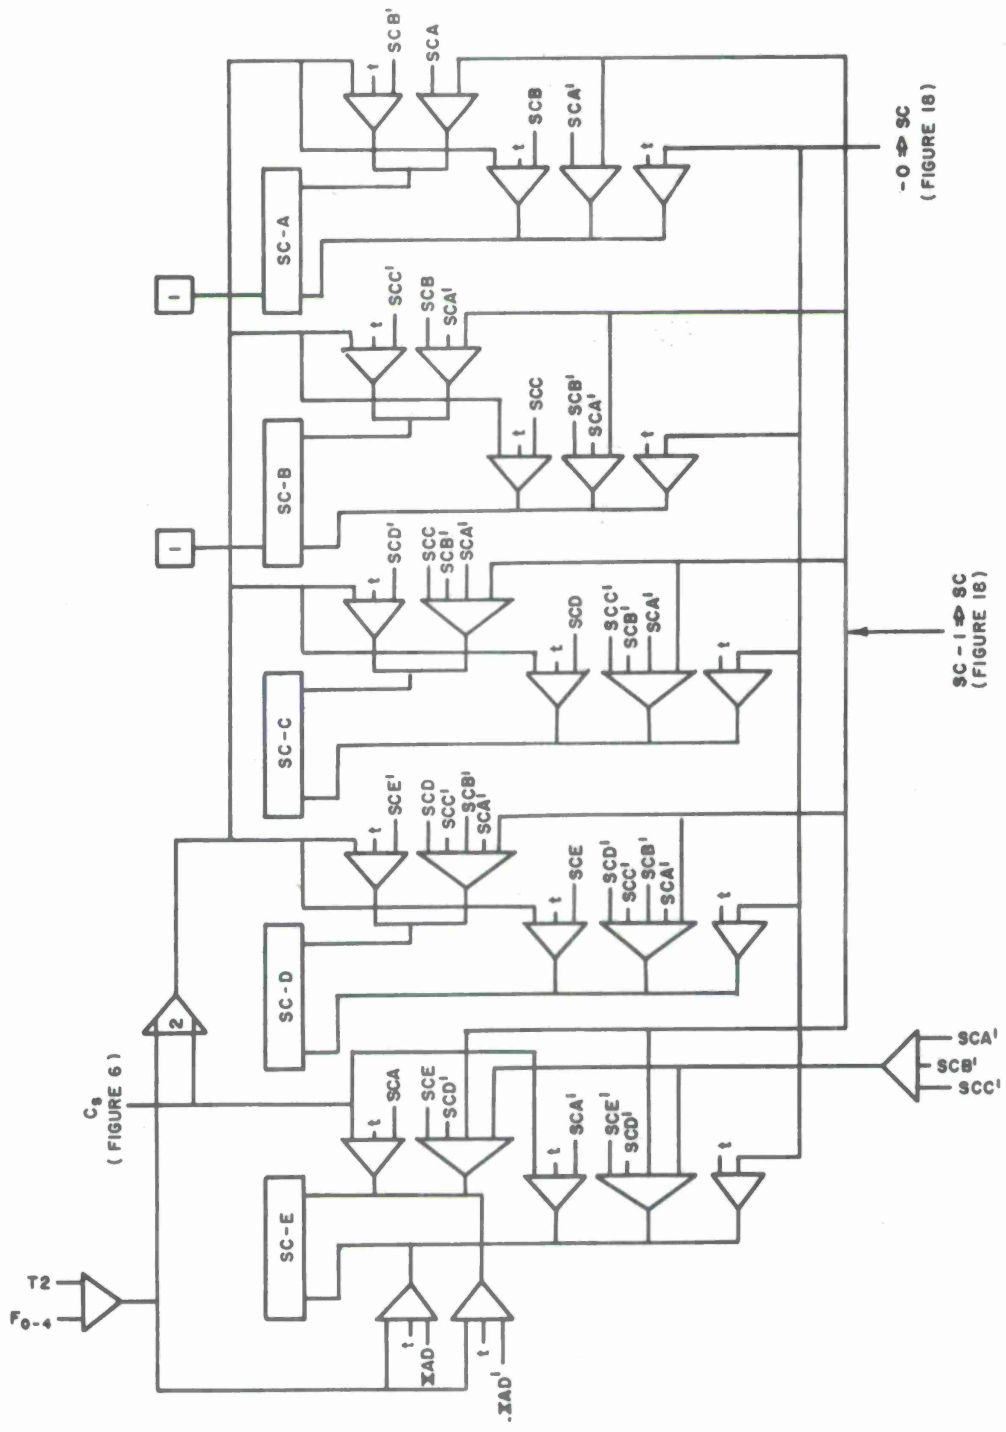 F₀₋₄
T2
C₈
(FIGURE 6)
2
1
1
SC-E
SC-D
SC-C
SC-B
SC-A
t
SCA
SCE
SCD'
t
SCE'
SCD
SCC'
SCB'
SCA'
t
SCD'
SCC
SCB'
SCA'
t
SCC'
SCB
SCA'
t
SCB'
SCA
t
XAD
t
.XAD'
t
SCA'
SCE'
SCD'
t
t
SCE
SCD'
SCC'
SCB'
SCA'
t
t
SCD
SCC'
SCB'
SCA'
t
t
SCC
SCB'
SCA'
t
t
SCB
SCA'
t
SCC'
SCB'
SCA'
SC-1 ⇒ SC
(FIGURE 18)
-0 ⇒ SC
(FIGURE 18)